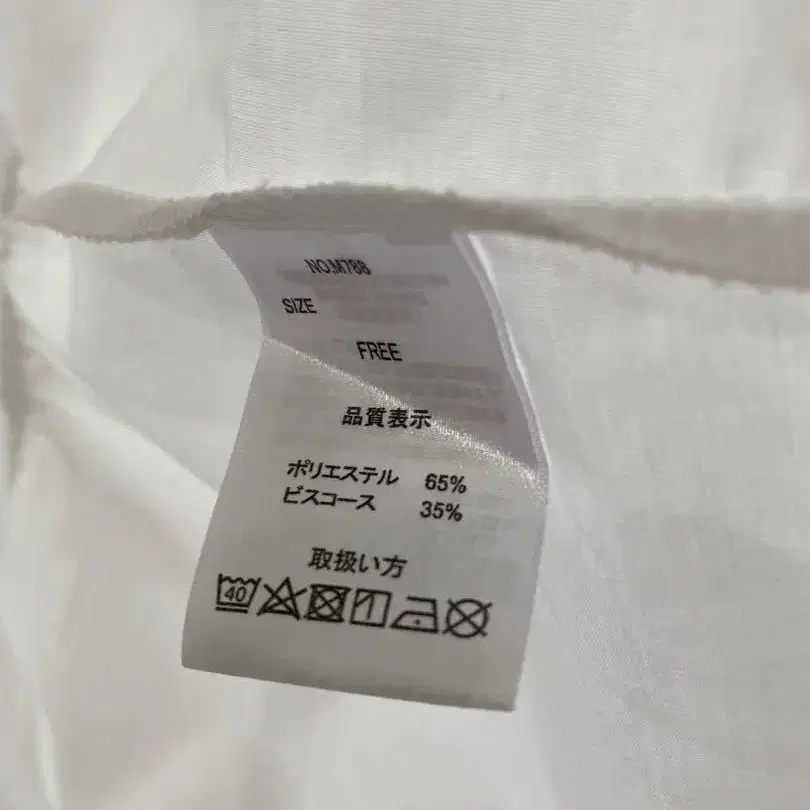 NO.M788
SIZE
FREE
品質表示
ポリエステル 65%
ビスコース 35%
取扱い方
40